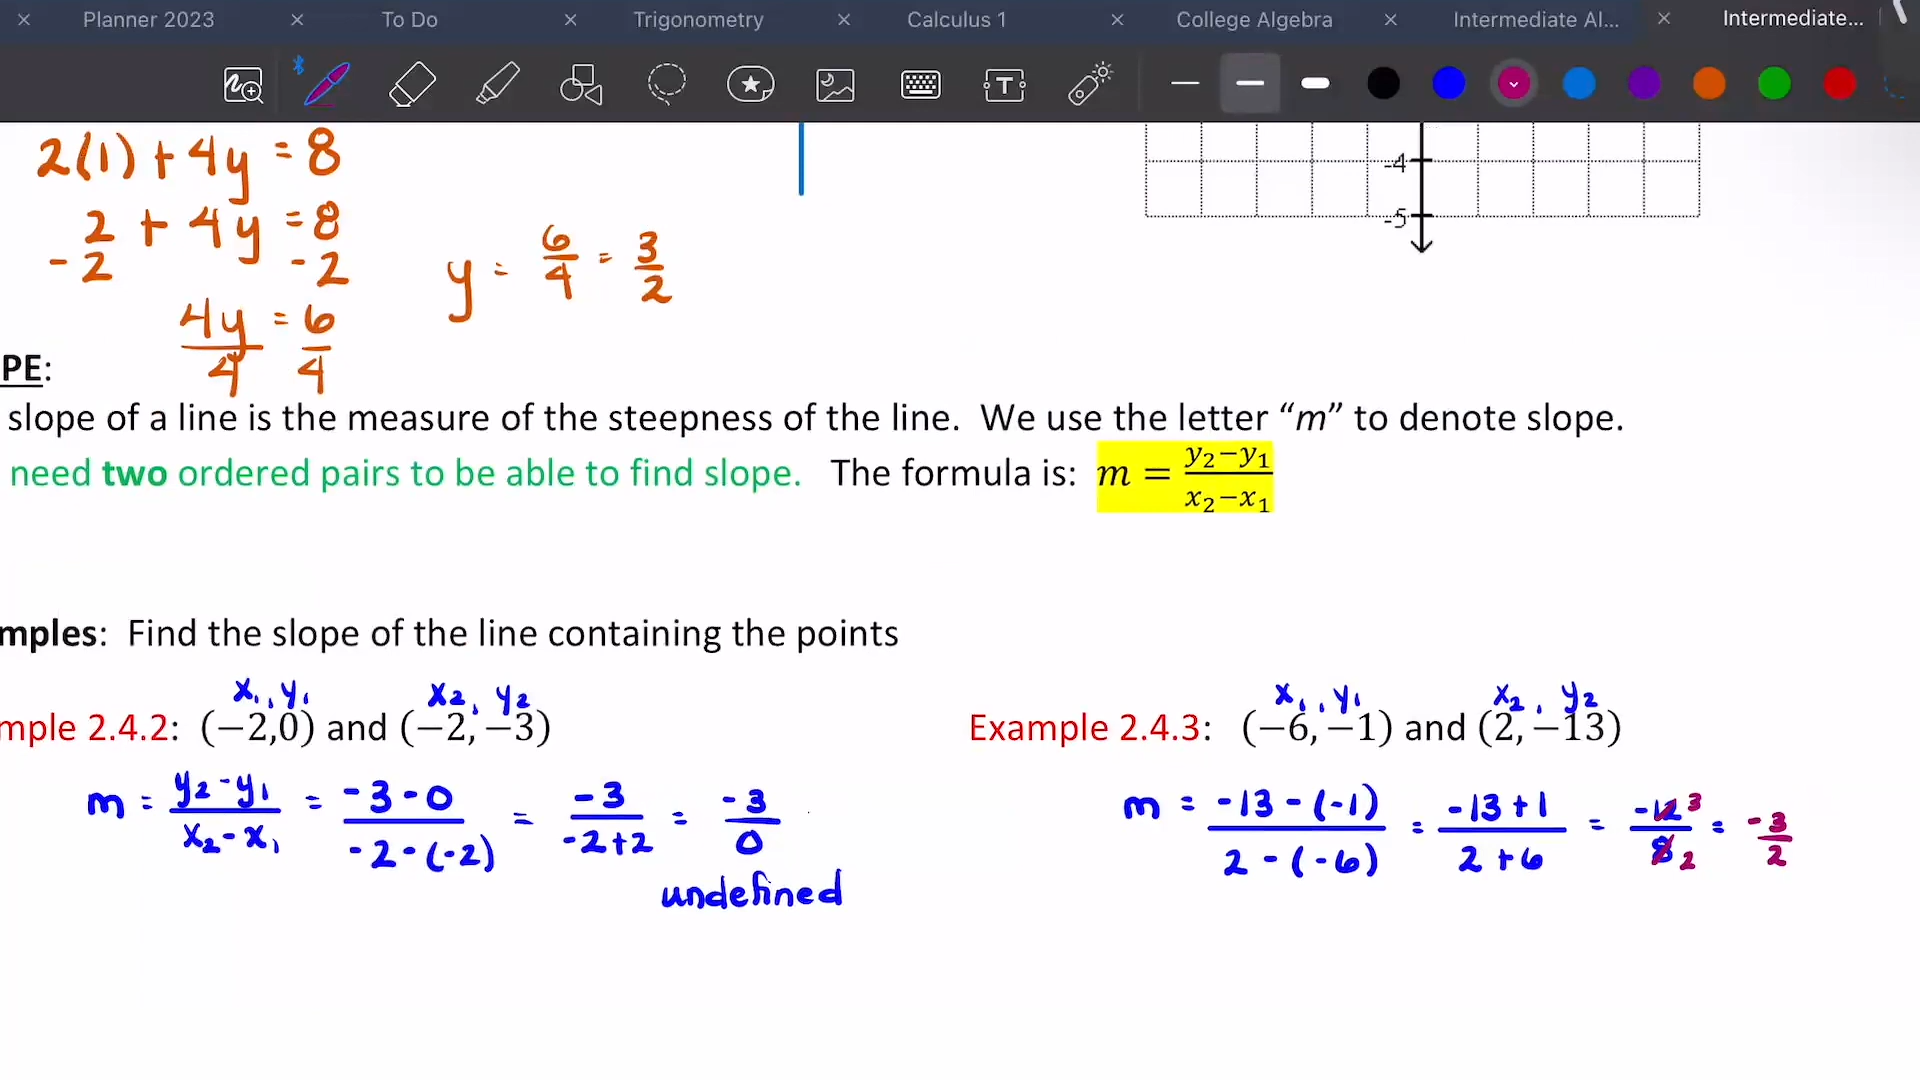 Planner 2023 To Do Trigonometry Calculus 1 College Algebra Intermediate Al... Intermediate...
2(1) + 4y = 8
2 + 4y = 8
-2 -2
4y = 6
4 4
y = 6/4 = 3/2
-4
-5
PE:
slope of a line is the measure of the steepness of the line. We use the letter “m” to denote slope.
need two ordered pairs to be able to find slope. The formula is: m = y₂−y₁/x₂−x₁
mples: Find the slope of the line containing the points
x₁, y₁ x₂, y₂
mple 2.4.2: (−2,0) and (−2,−3)
m = y₂-y₁/x₂-x₁ = -3-0/-2-(-2) = -3/-2+2 = -3/0
undefined
x₁, y₁ x₂, y₂
Example 2.4.3: (−6,−1) and (2,−13)
m = -13-(-1)/2-(-6) = -13+1/2+6 = -12 3/8 2 = -3/2